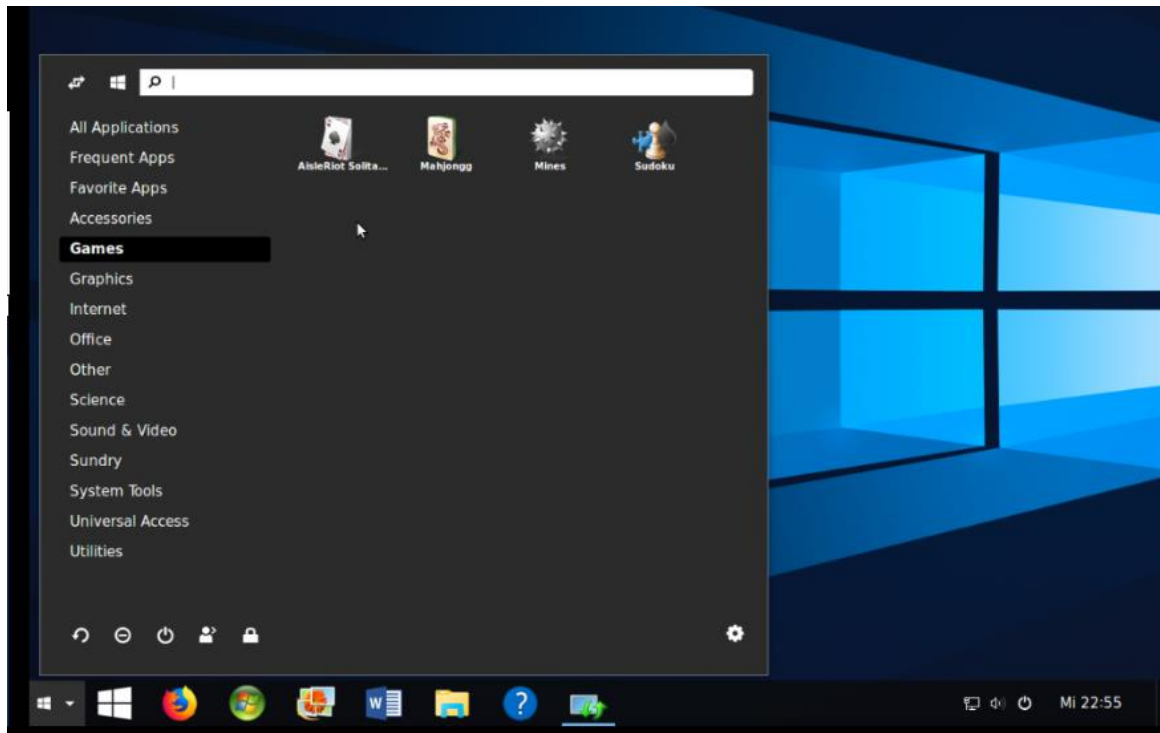 All Applications
Frequent Apps
Favorite Apps
Accessories
Games
Graphics
Internet
Office
Other
Science
Sound & Video
Sundry
System Tools
Universal Access
Utilities
AisleRiot Solita...
Mahjongg
Mines
Sudoku
W
?
Mi 22:55